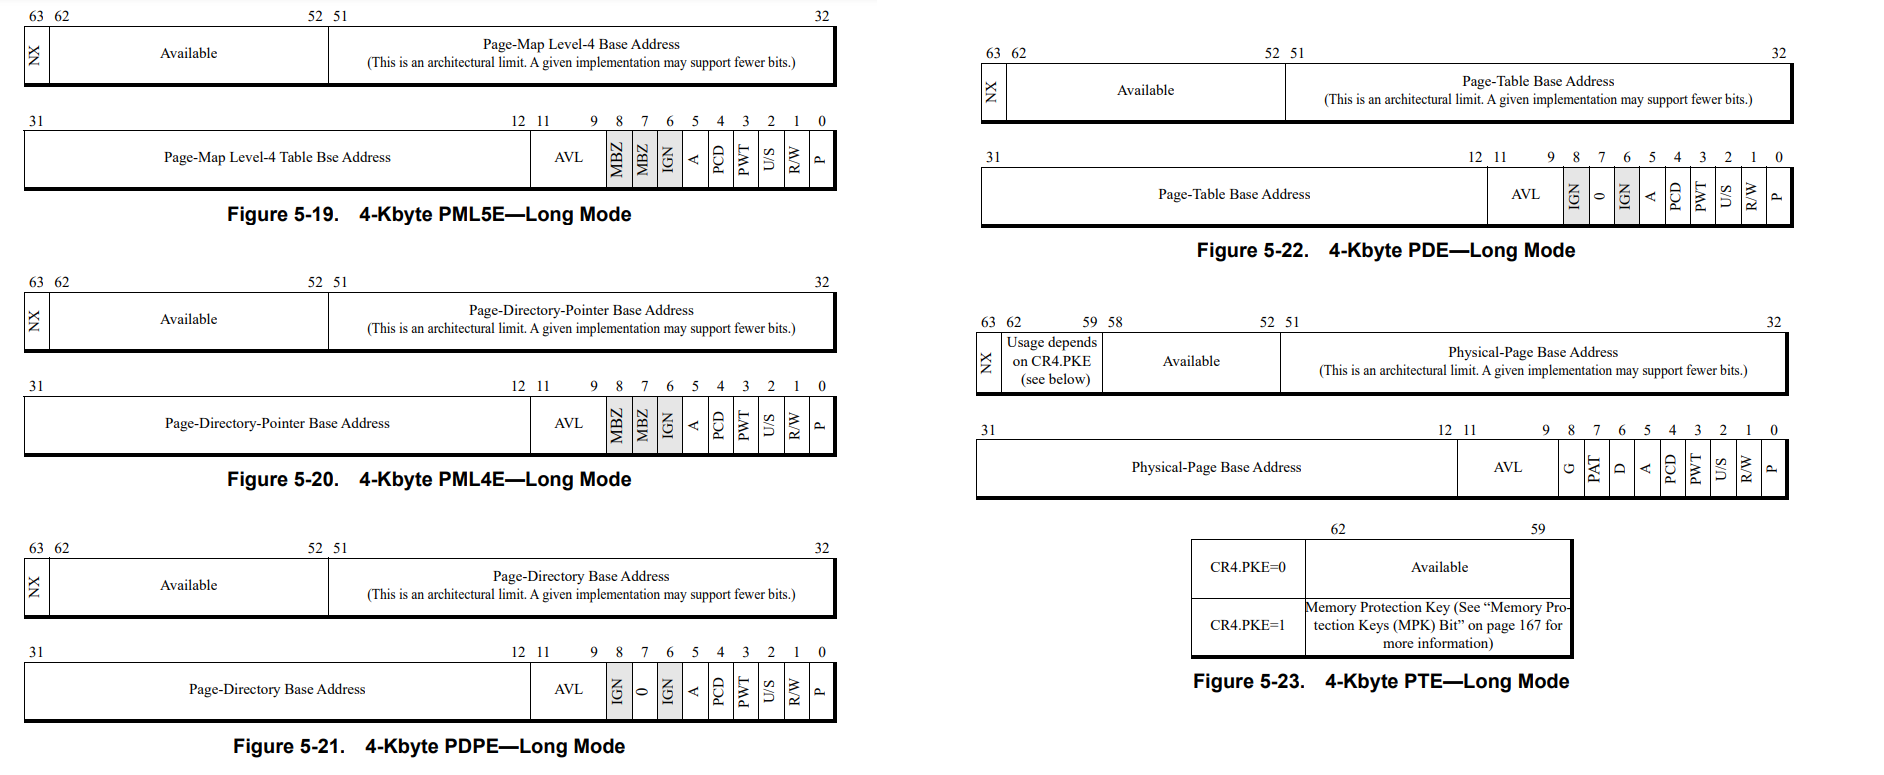 63 62 52 51 32
NX Available Page-Map Level-4 Base Address
(This is an architectural limit. A given implementation may support fewer bits.)
31 12 11 9 8 7 6 5 4 3 2 1 0
Page-Map Level-4 Table Bse Address AVL MBZ MBZ IGN A PCD PWT U/S R/W P
Figure 5-19. 4-Kbyte PML5E—Long Mode
63 62 52 51 32
NX Available Page-Directory-Pointer Base Address
(This is an architectural limit. A given implementation may support fewer bits.)
31 12 11 9 8 7 6 5 4 3 2 1 0
Page-Directory-Pointer Base Address AVL MBZ MBZ IGN A PCD PWT U/S R/W P
Figure 5-20. 4-Kbyte PML4E—Long Mode
63 62 52 51 32
NX Available Page-Directory Base Address
(This is an architectural limit. A given implementation may support fewer bits.)
31 12 11 9 8 7 6 5 4 3 2 1 0
Page-Directory Base Address AVL IGN 0 IGN A PCD PWT U/S R/W P
Figure 5-21. 4-Kbyte PDPE—Long Mode
63 62 52 51 32
NX Available Page-Table Base Address
(This is an architectural limit. A given implementation may support fewer bits.)
31 12 11 9 8 7 6 5 4 3 2 1 0
Page-Table Base Address AVL IGN 0 IGN A PCD PWT U/S R/W P
Figure 5-22. 4-Kbyte PDE—Long Mode
63 62 59 58 52 51 32
NX Usage depends
on CR4.PKE
(see below)
Available
Physical-Page Base Address
(This is an architectural limit. A given implementation may support fewer bits.)
31 12 11 9 8 7 6 5 4 3 2 1 0
Physical-Page Base Address AVL G PAT D A PCD PWT U/S R/W P
62 59
CR4.PKE=0 Available
CR4.PKE=1
Memory Protection Key (See “Memory Pro-
tection Keys (MPK) Bit” on page 167 for
more information)
Figure 5-23. 4-Kbyte PTE—Long Mode